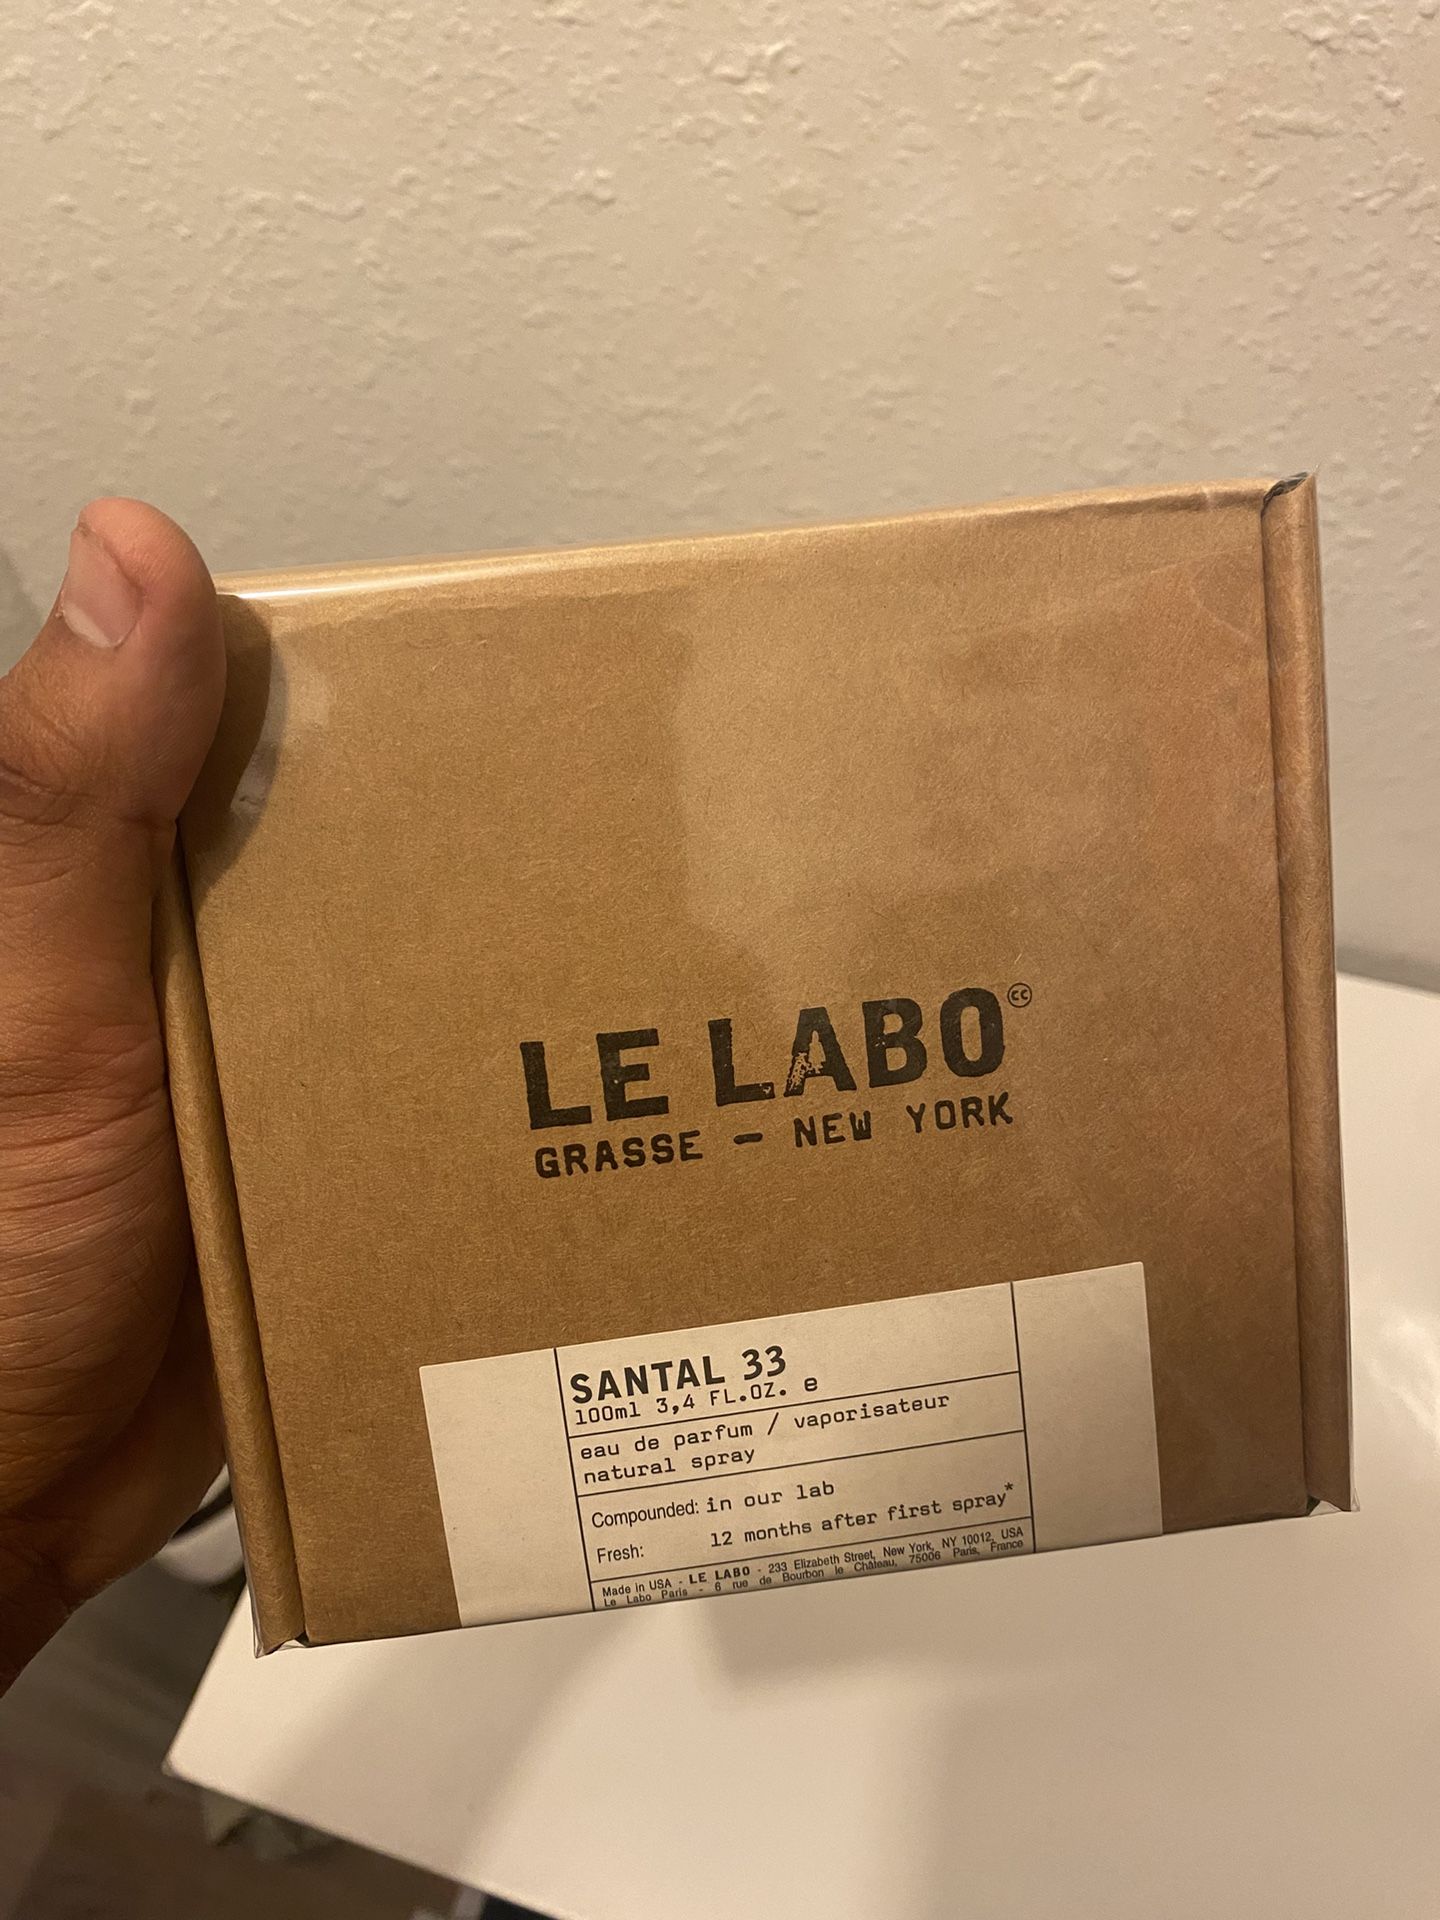 LE LABO
GRASSE - NEW YORK
SANTAL 33
100ml 3,4 FL.OZ. e
eau de parfum / vaporisateur
natural spray
Compounded: in our lab
Fresh: 12 months after first spray*
Made in USA - LE LABO - 233 Elizabeth Street, New York, NY 10012, USA
Le Labo Paris - 6 rue de Bourbon le Château, 75006 Paris, France